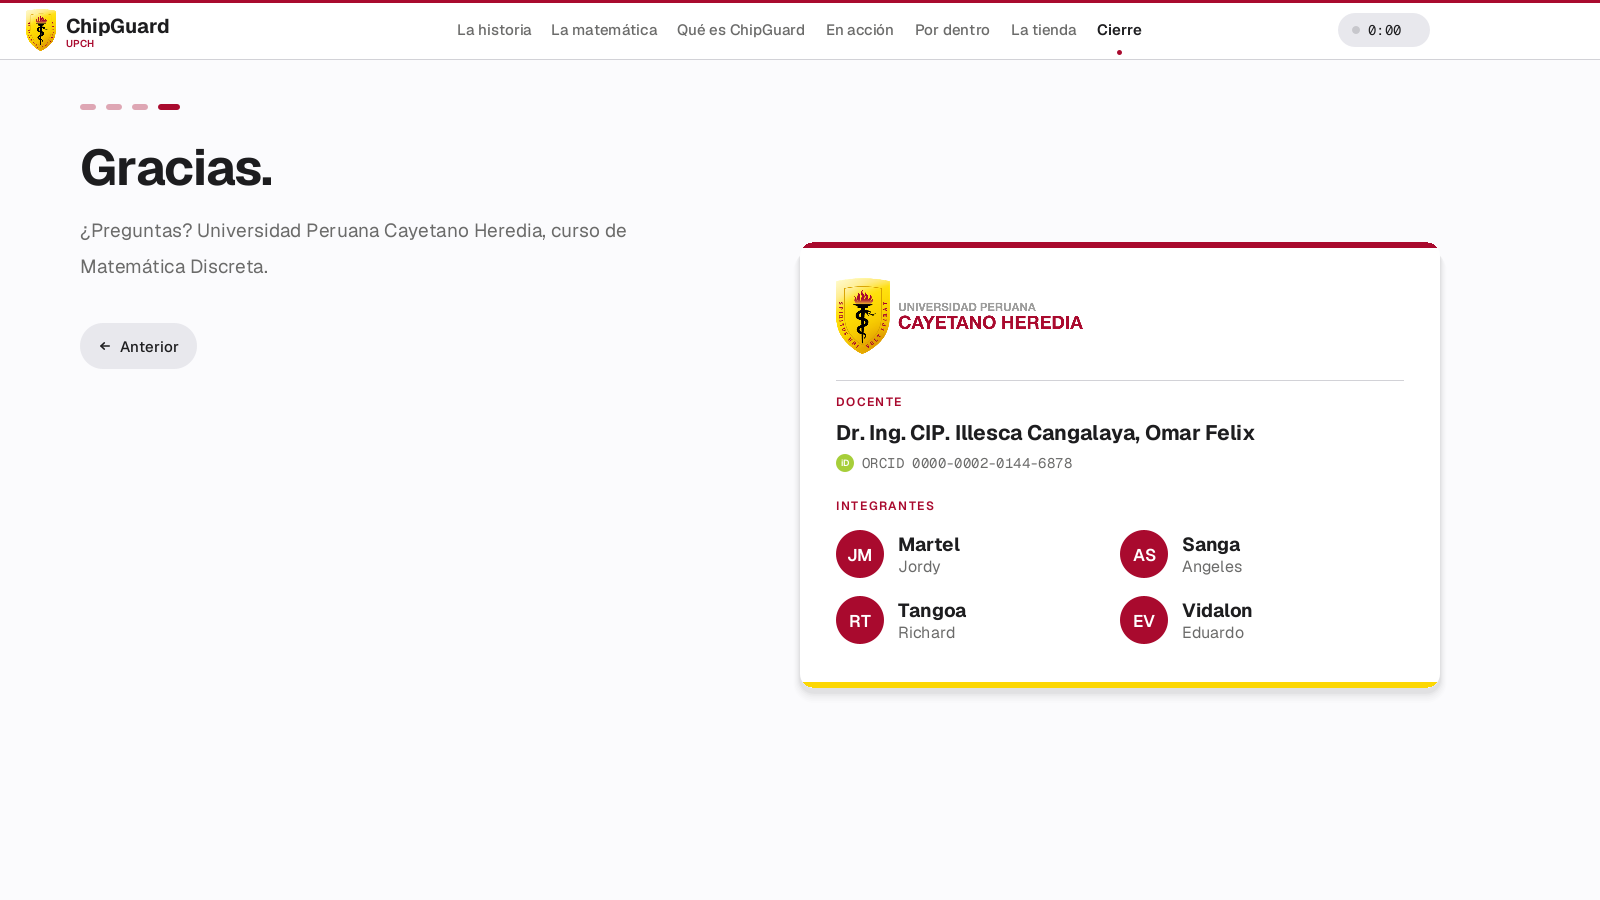 ChipGuard
UPCH
La historia
La matemática
Qué es ChipGuard
En acción
Por dentro
La tienda
Cierre
0:00
Gracias.
¿Preguntas? Universidad Peruana Cayetano Heredia, curso de
Matemática Discreta.
← Anterior
UNIVERSIDAD PERUANA
CAYETANO HEREDIA
DOCENTE
Dr. Ing. CIP. Illesca Cangalaya, Omar Felix
iD ORCID 0000-0002-0144-6878
INTEGRANTES
JM
Martel
Jordy
AS
Sanga
Angeles
RT
Tangoa
Richard
EV
Vidalon
Eduardo